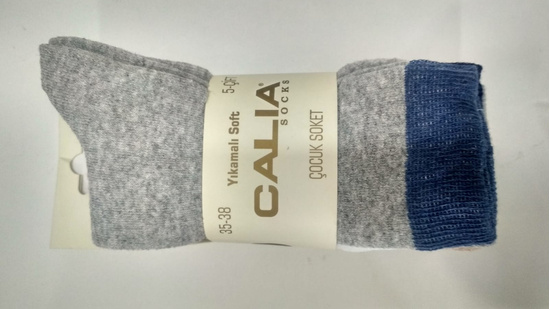 5-çift
Yıkamalı Soft
35-38
CALIA
SOCKS
ÇOCUK SOKET